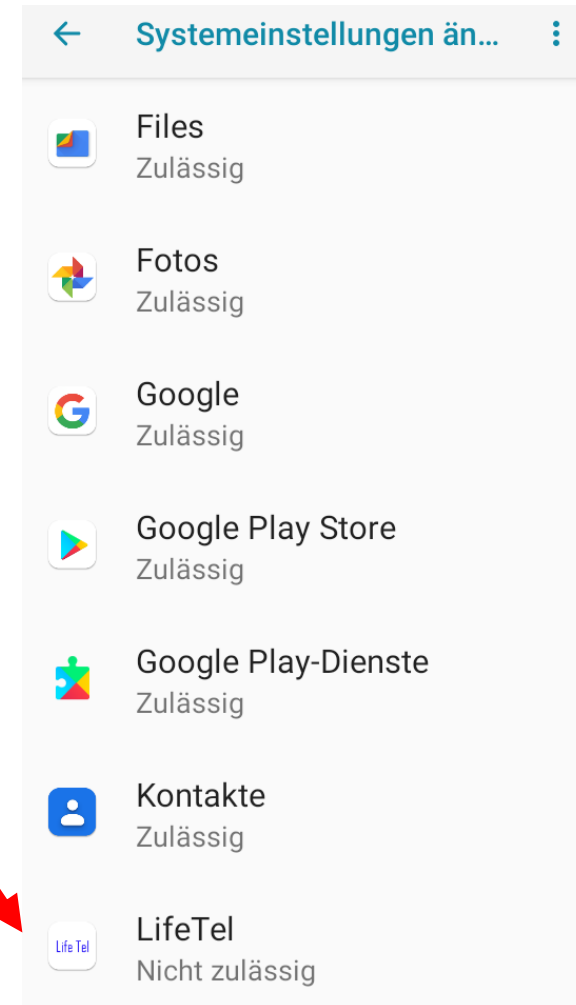 Systemeinstellungen än...
Files
Zulässig
Fotos
Zulässig
Google
Zulässig
Google Play Store
Zulässig
Google Play-Dienste
Zulässig
Kontakte
Zulässig
Life Tel
LifeTel
Nicht zulässig